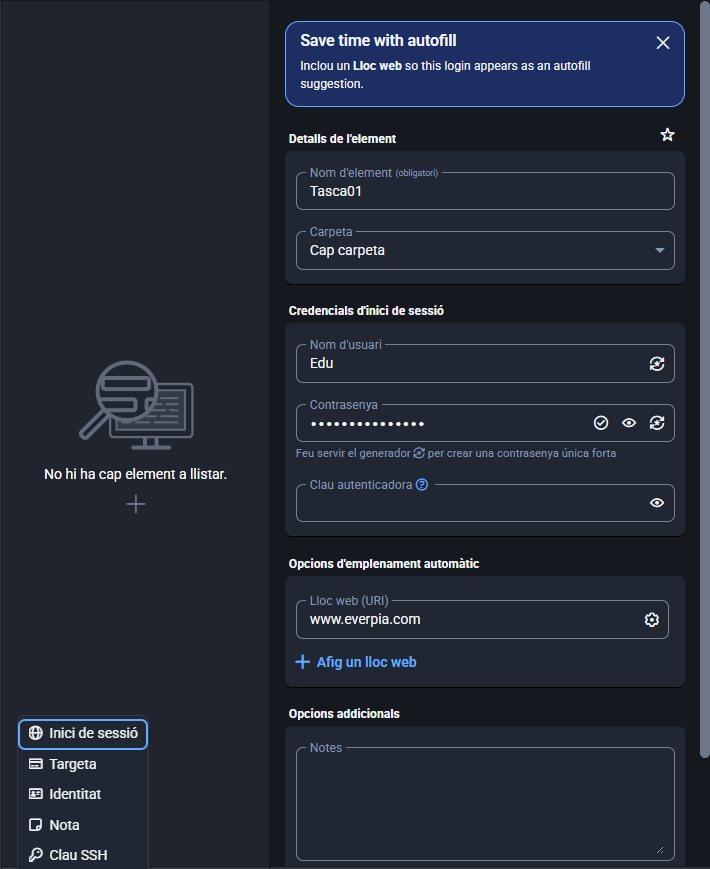 Save time with autofill
Inclou un Lloc web so this login appears as an autofill
suggestion.
Detalls de l'element
Nom d'element (obligatori)
Tasca01
Carpeta
Cap carpeta
Credencials d'inici de sessió
Nom d'usuari
Edu
Contrasenya
•••••••••••••••
Feu servir el generador per crear una contrasenya única forta
Clau autenticadora
Opcions d'emplenament automàtic
Lloc web (URI)
www.everpia.com
Afig un lloc web
Opcions addicionals
Notes
No hi ha cap element a llistar.
Inici de sessió
Targeta
Identitat
Nota
Clau SSH